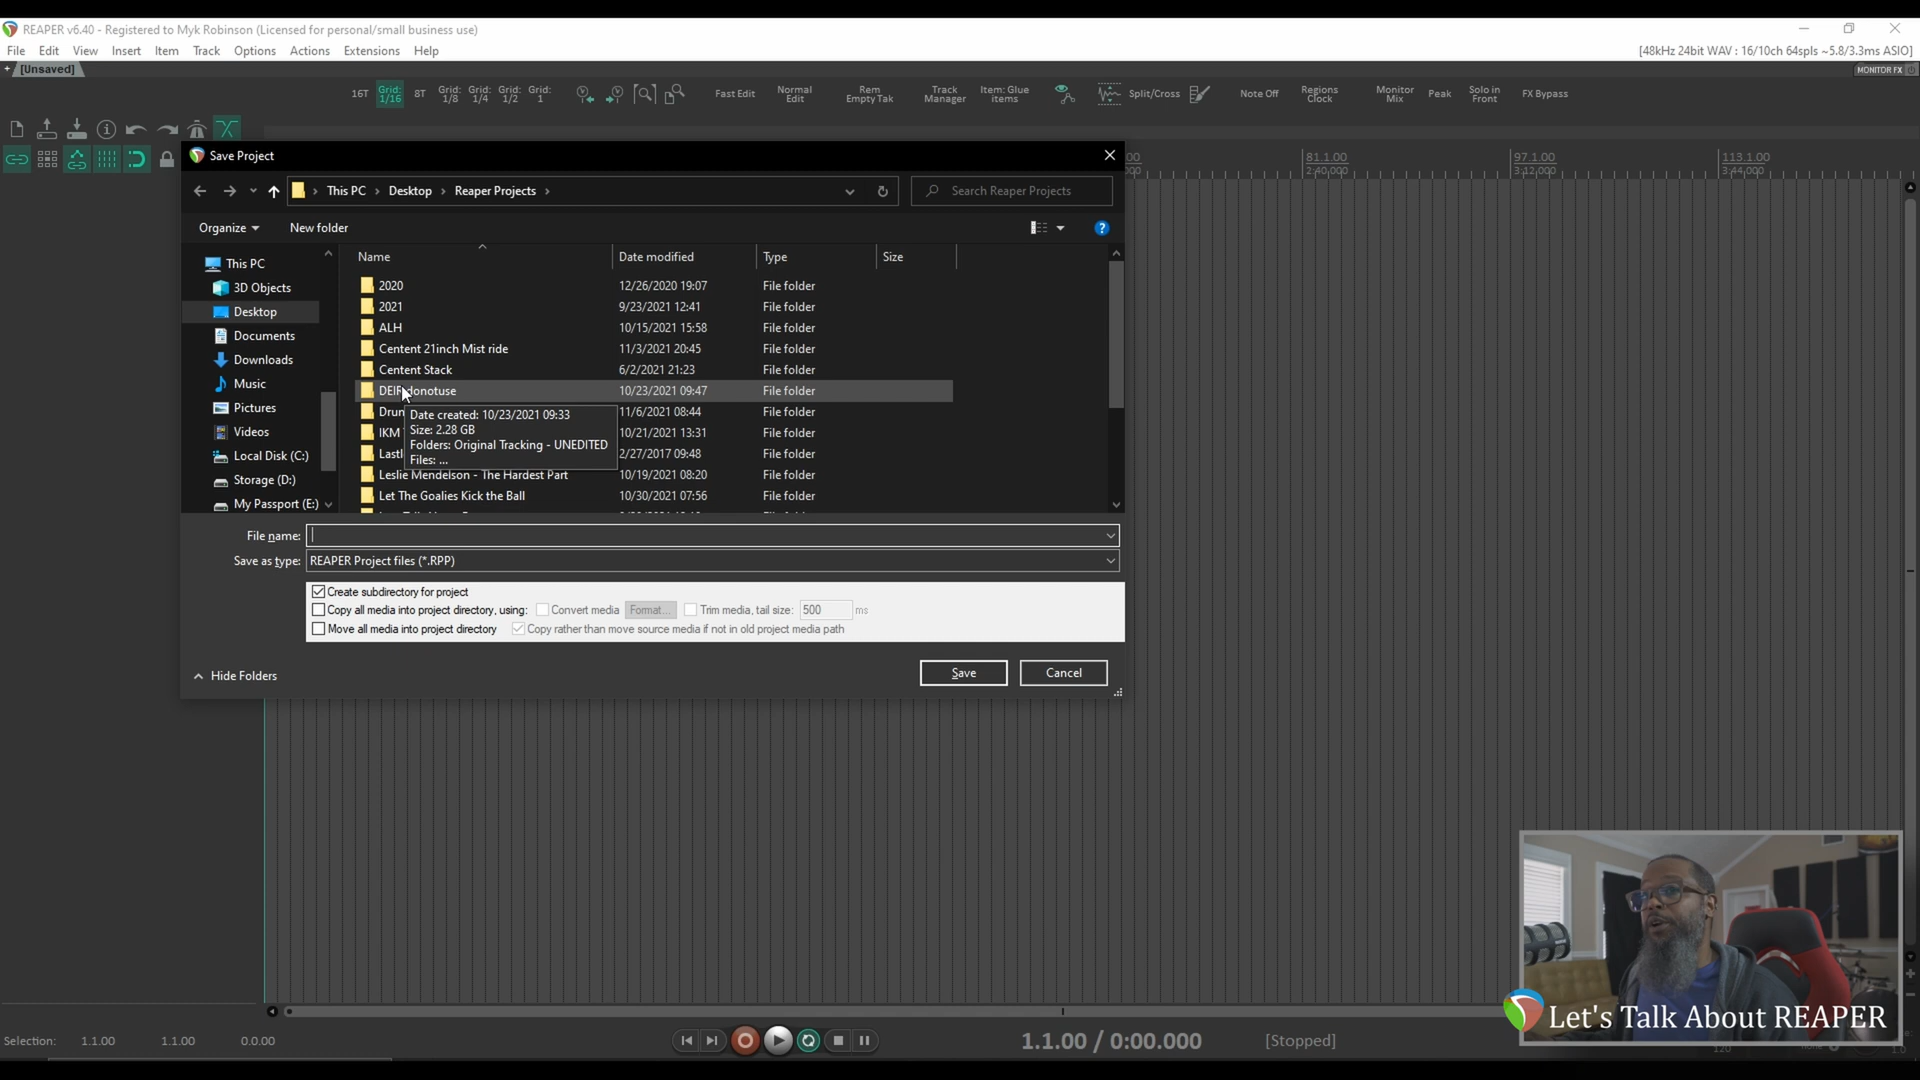 REAPER v6.40 - Registered to Myk Robinson (Licensed for personal/small business use)
File Edit View Insert Item Track Options Actions Extensions Help
[48kHz 24bit WAV : 16/10ch 64spls ~5.8/3.3ms ASIO]
+ [Unsaved]
MONITOR FX
16T Grid: 1/16 8T Grid: 1/8 Grid: 1/4 Grid: 1/2 Grid: 1 Fast Edit Normal Edit Rem Empty Tak Track Manager Item: Glue items Split/Cross Note Off Regions Clock Monitor Mix Peak Solo in Front FX Bypass
Save Project
81.1.00 97.1.00 113.1.00
2:40.000 3:12.000 3:44.000
This PC > Desktop > Reaper Projects >
Search Reaper Projects
Organize New folder
This PC
3D Objects
Desktop
Documents
Downloads
Music
Pictures
Videos
Local Disk (C:)
Storage (D:)
My Passport (E:)
Name Date modified Type Size
2020 12/26/2020 19:07 File folder
2021 9/23/2021 12:41 File folder
ALH 10/15/2021 15:58 File folder
Centent 21inch Mist ride 11/3/2021 20:45 File folder
Centent Stack 6/2/2021 21:23 File folder
DEIR donotuse 10/23/2021 09:47 File folder
Drun 11/6/2021 08:44 File folder
IKM 10/21/2021 13:31 File folder
Lastl 2/27/2017 09:48 File folder
Leslie Mendelson - The Hardest Part 10/19/2021 08:20 File folder
Let The Goalies Kick the Ball 10/30/2021 07:56 File folder
Date created: 10/23/2021 09:33
Size: 2.28 GB
Folders: Original Tracking - UNEDITED
Files: ...
File name:
Save as type: REAPER Project files (*.RPP)
Create subdirectory for project
Copy all media into project directory, using: Convert media Format... Trim media, tail size: 500 ms
Move all media into project directory Copy rather than move source media if not in old project media path
Hide Folders
Save Cancel
Let's Talk About REAPER
Selection: 1.1.00 1.1.00 0.0.00
1.1.00 / 0:00.000 [Stopped]
120